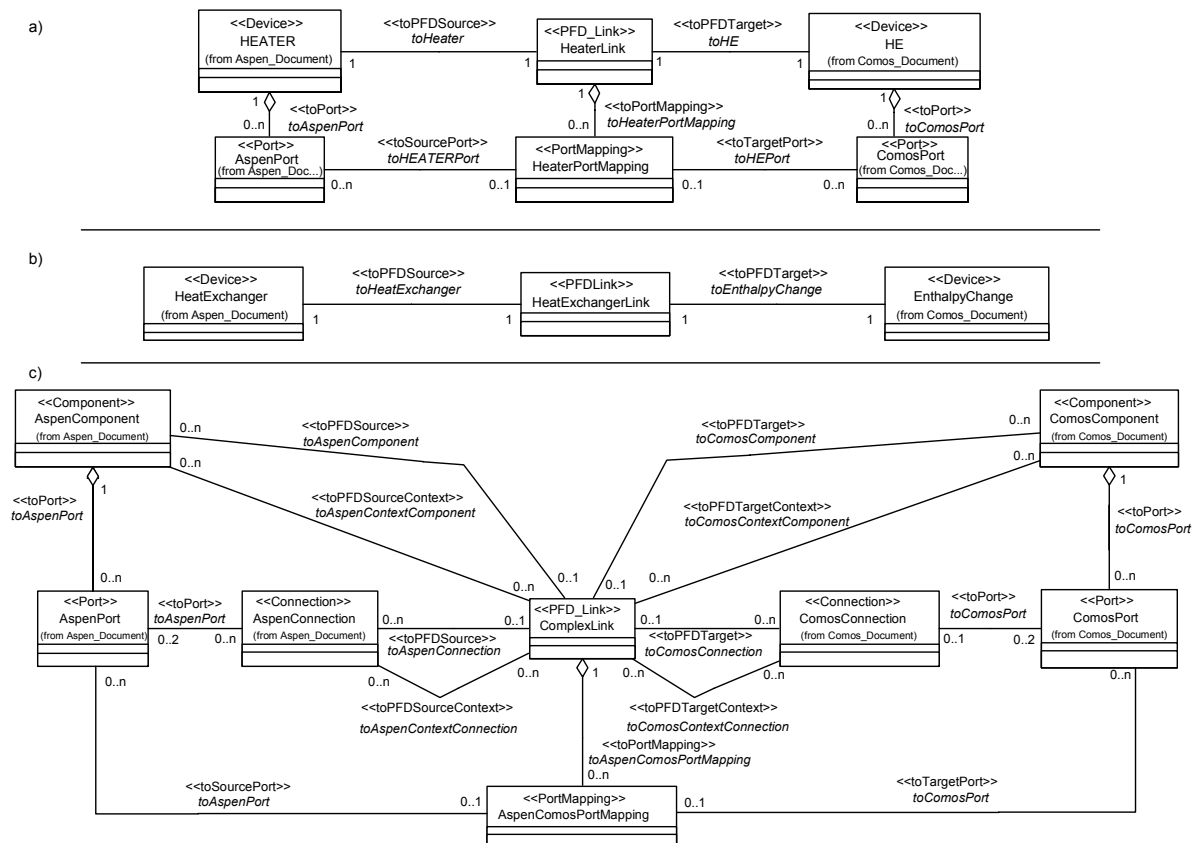 a)
<<Device>>
HEATER
(from Aspen_Document)
<<toPFDSource>>
toHeater
1
1
<<PFD_Link>>
HeaterLink
<<toPFDTarget>>
toHE
1
1
<<Device>>
HE
(from Comos_Document)
1
<<toPort>>
toAspenPort
0..n
1
<<toPortMapping>>
toHeaterPortMapping
0..n
1
<<toPort>>
toComosPort
0..n
<<Port>>
AspenPort
(from Aspen_Doc...)
<<toSourcePort>>
toHEATERPort
0..n
0..1
<<PortMapping>>
HeaterPortMapping
<<toTargetPort>>
toHEPort
0..1
0..n
<<Port>>
ComosPort
(from Comos_Doc...)
b)
<<Device>>
HeatExchanger
(from Aspen_Document)
<<toPFDSource>>
toHeatExchanger
1
1
<<PFDLink>>
HeatExchangerLink
<<toPFDTarget>>
toEnthalpyChange
1
1
<<Device>>
EnthalpyChange
(from Comos_Document)
c)
<<Component>>
AspenComponent
(from Aspen_Document)
0..n
<<toPFDSource>>
toAspenComponent
0..n
<<toPFDSourceContext>>
toAspenContextComponent
<<toPFDTarget>>
toComosComponent
0..n
<<toPFDTargetContext>>
toComosContextComponent
0..n
<<Component>>
ComosComponent
(from Comos_Document)
1
<<toPort>>
toAspenPort
0..n
1
<<toPort>>
toComosPort
0..n
0..n
0..1
0..1
0..n
<<Port>>
AspenPort
(from Aspen_Document)
<<toPort>>
toAspenPort
0..2
0..n
<<Connection>>
AspenConnection
(from Aspen_Document)
0..n
0..1
<<toPFDSource>>
toAspenConnection
<<PFD_Link>>
ComplexLink
0..1
0..n
<<toPFDTarget>>
toComosConnection
<<Connection>>
ComosConnection
(from Comos_Document)
<<toPort>>
toComosPort
0..1
0..2
<<Port>>
ComosPort
(from Comos_Document)
0..n
0..n
0..n
<<toPFDSourceContext>>
toAspenContextConnection
1
0..n
0..n
<<toPFDTargetContext>>
toComosContextConnection
0..n
<<toPortMapping>>
toAspenComosPortMapping
0..n
<<toSourcePort>>
toAspenPort
0..1
<<PortMapping>>
AspenComosPortMapping
0..1
<<toTargetPort>>
toComosPort